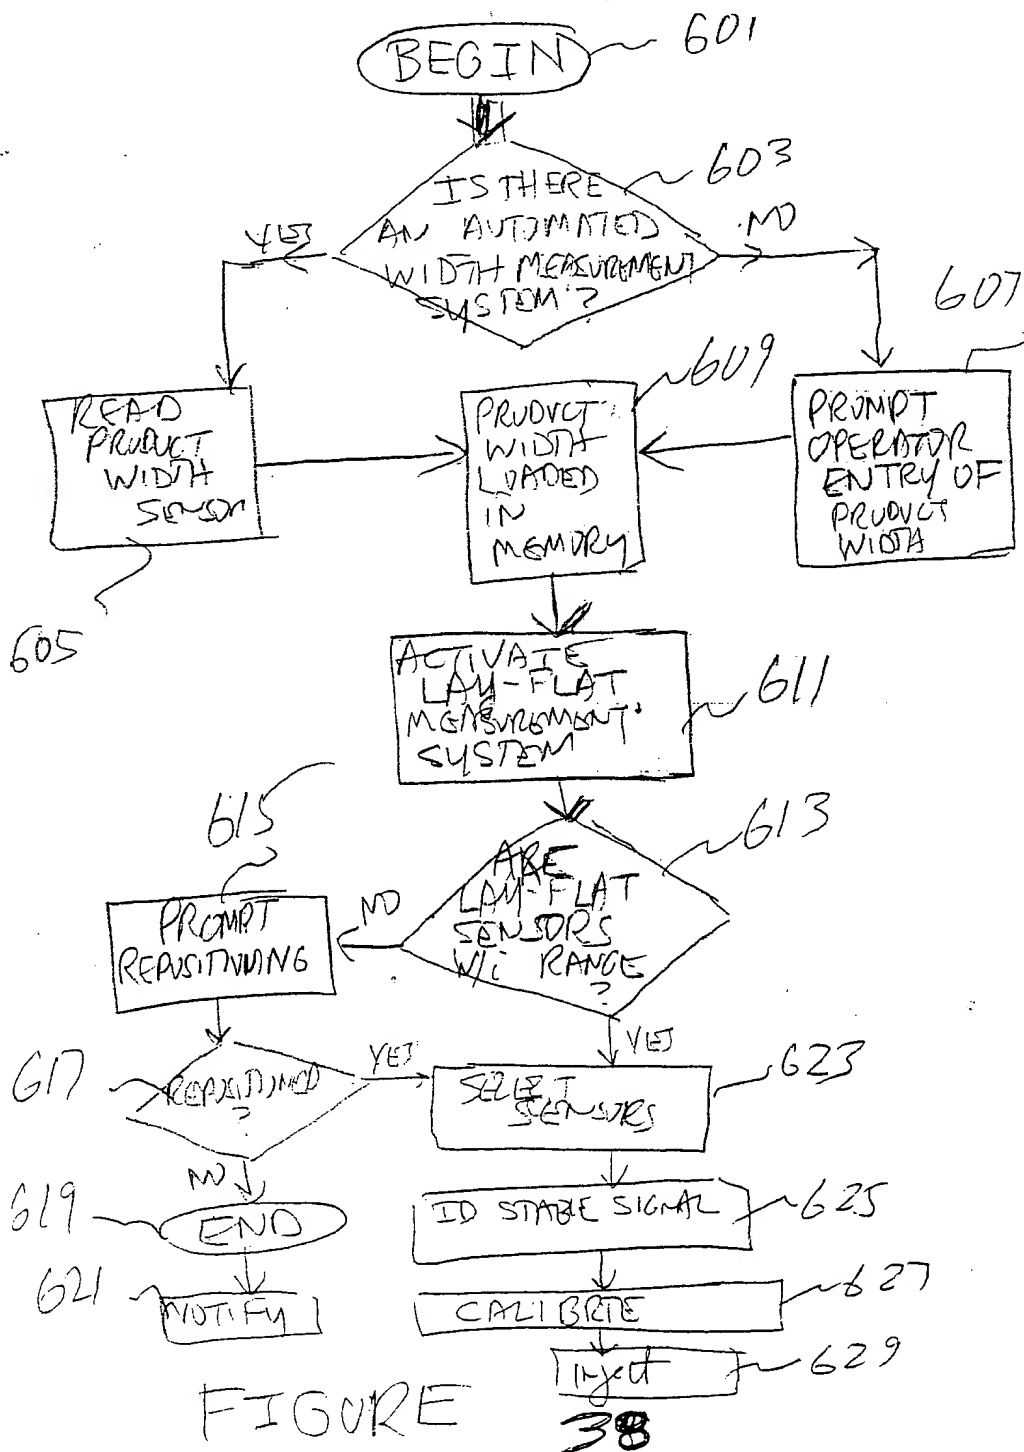 601
BEGIN
603
IS THERE
AN AUTOMATED
WIDTH MEASUREMENT
SYSTEM?
YES
NO
607
609
READ
PRODUCT
WIDTH
SENSOR
PRODUCT
WIDTH
LOADED
IN
MEMORY
PROMPT
OPERATOR
ENTRY OF
PRODUCT
WIDTH
605
ACTIVATE
LAY-FLAT
MEASUREMENT
SYSTEM
611
615
613
ARE
LAY-FLAT
SENSORS
W/i RANGE
?
NO
PROMPT
REPOSITIONING
YES
617
REPOSITIONED
?
YES
SELECT
SENSORS
623
NO
619
END
ID STABLE SIGNAL
625
621
NOTIFY
CALIBRTE
627
Inject
629
FIGURE 38